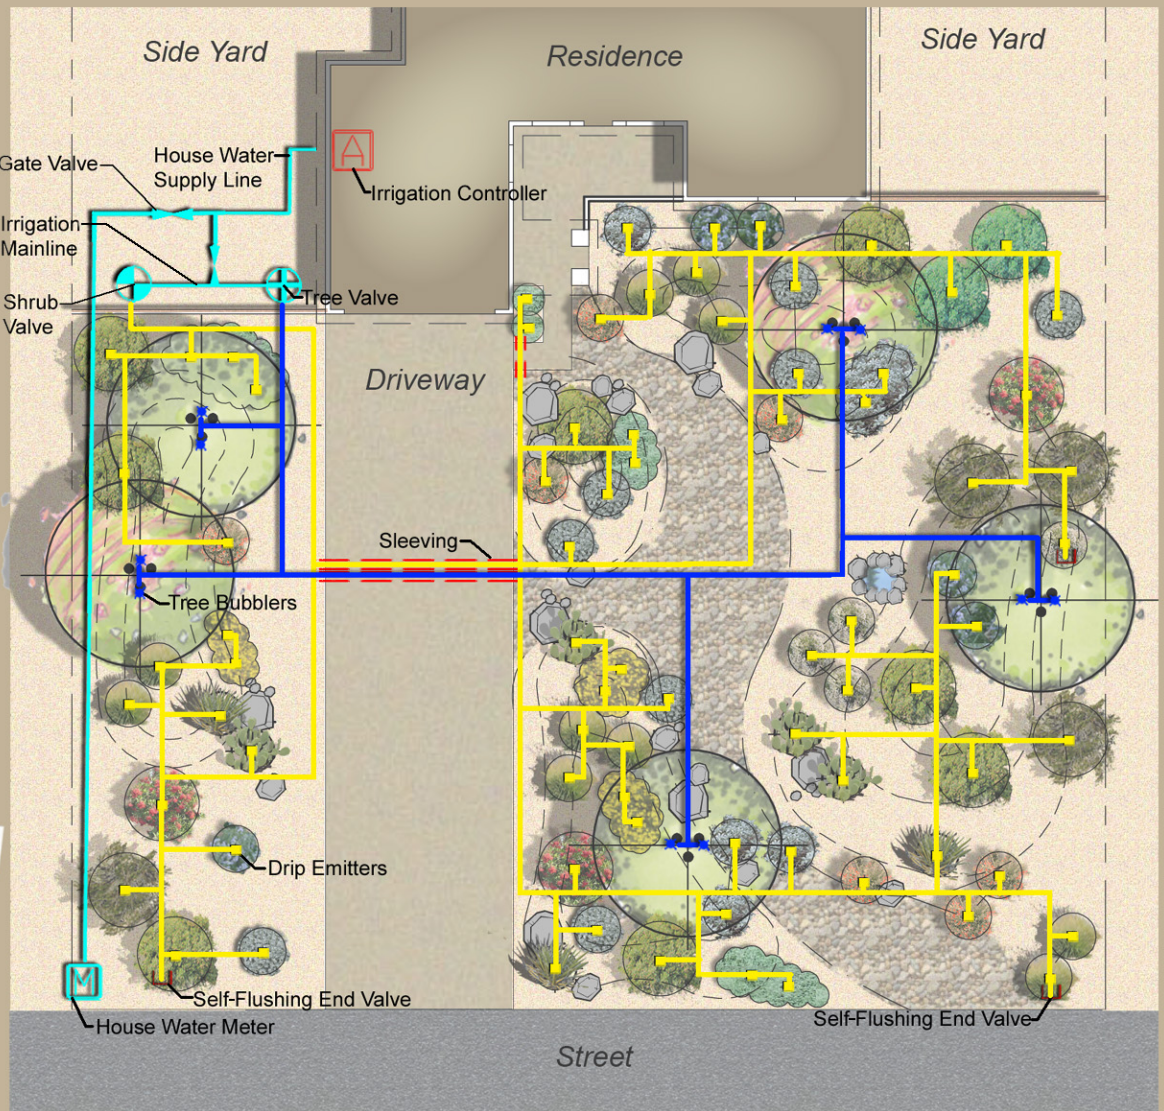 Side Yard
Residence
Side Yard
Gate Valve
House Water
Supply Line
A
Irrigation Controller
Irrigation
Mainline
Shrub
Valve
Tree Valve
Driveway
Sleeving
Tree Bubblers
Drip Emitters
M
Self-Flushing End Valve
House Water Meter
Self-Flushing End Valve
Street